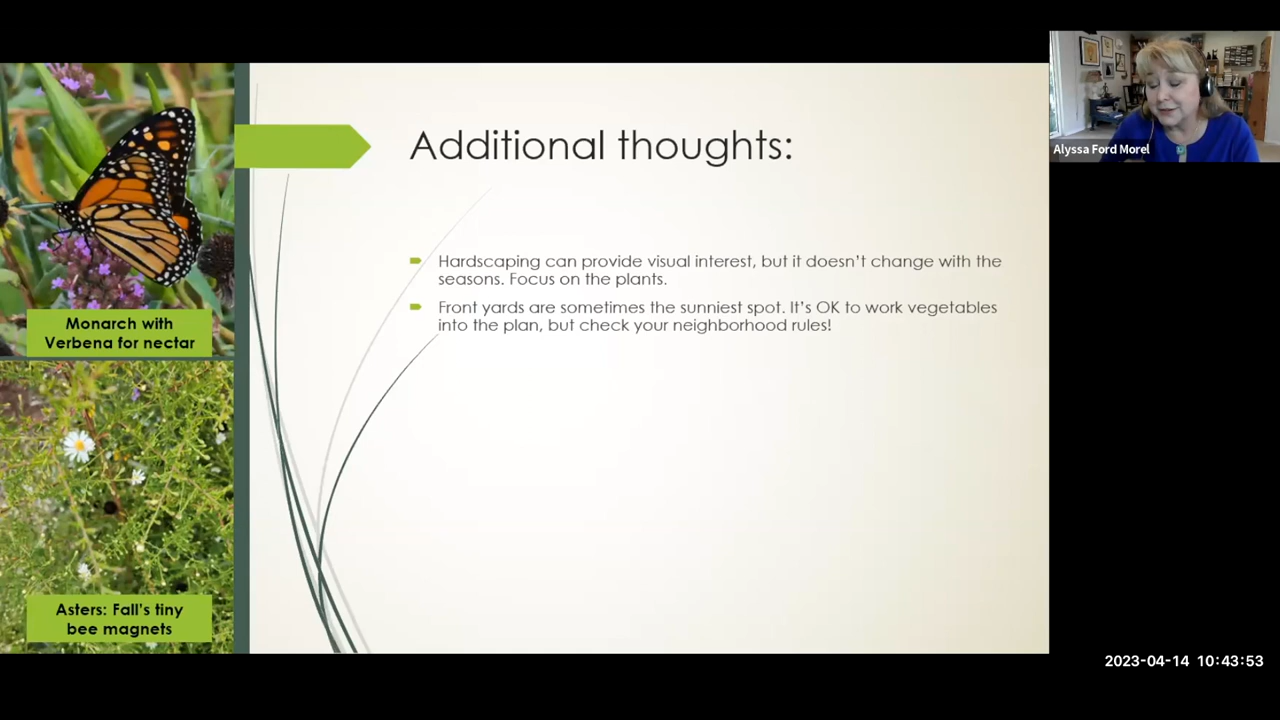 Additional thoughts:
Hardscaping can provide visual interest, but it doesn't change with the
seasons. Focus on the plants.
Front yards are sometimes the sunniest spot. It's OK to work vegetables
into the plan, but check your neighborhood rules!
Monarch with
Verbena for nectar
Asters: Fall's tiny
bee magnets
Alyssa Ford Morel
2023-04-14 10:43:53